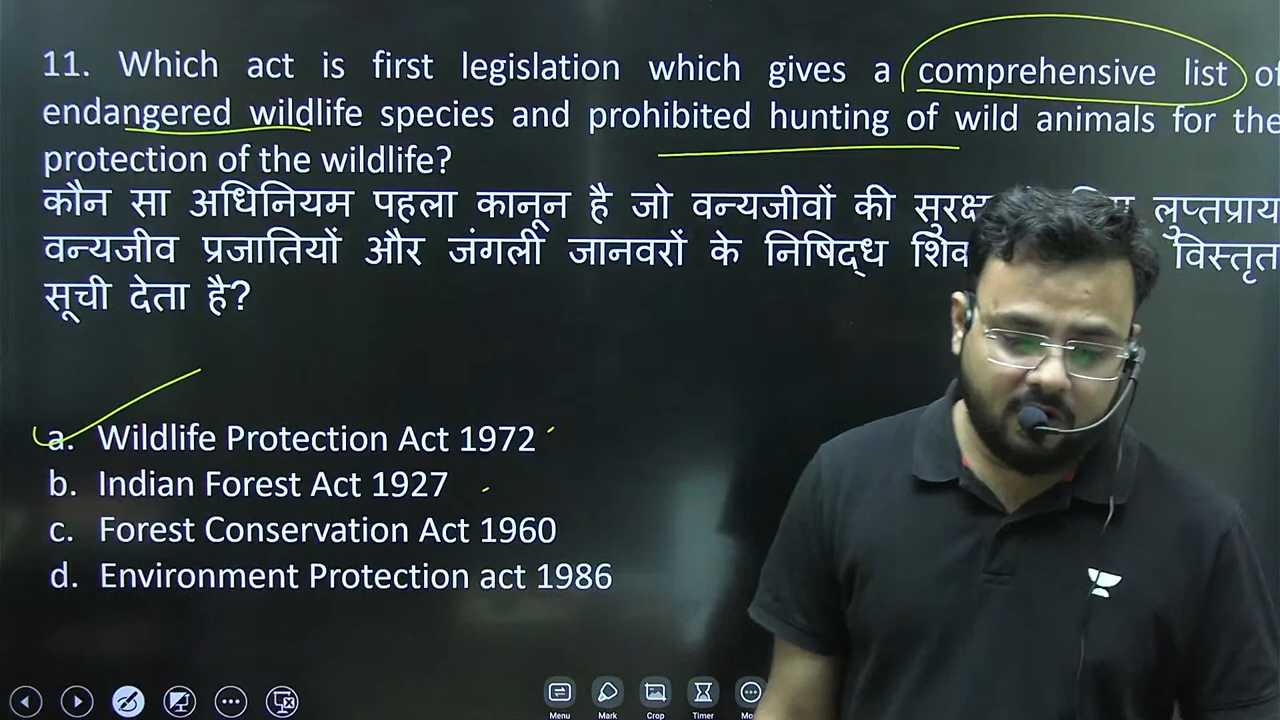 11. Which act is first legislation which gives a comprehensive list of
endangered wildlife species and prohibited hunting of wild animals for the
protection of the wildlife?
कौन सा अधिनियम पहला कानून है जो वन्यजीवों की लुप्तप्राय
वन्यजीव प्रजातियों और जंगली जानवरों के निषिद्ध विस्तृत
सूची देता है?
a. Wildlife Protection Act 1972
b. Indian Forest Act 1927
c. Forest Conservation Act 1960
d. Environment Protection act 1986
Menu Mark Crop Timer